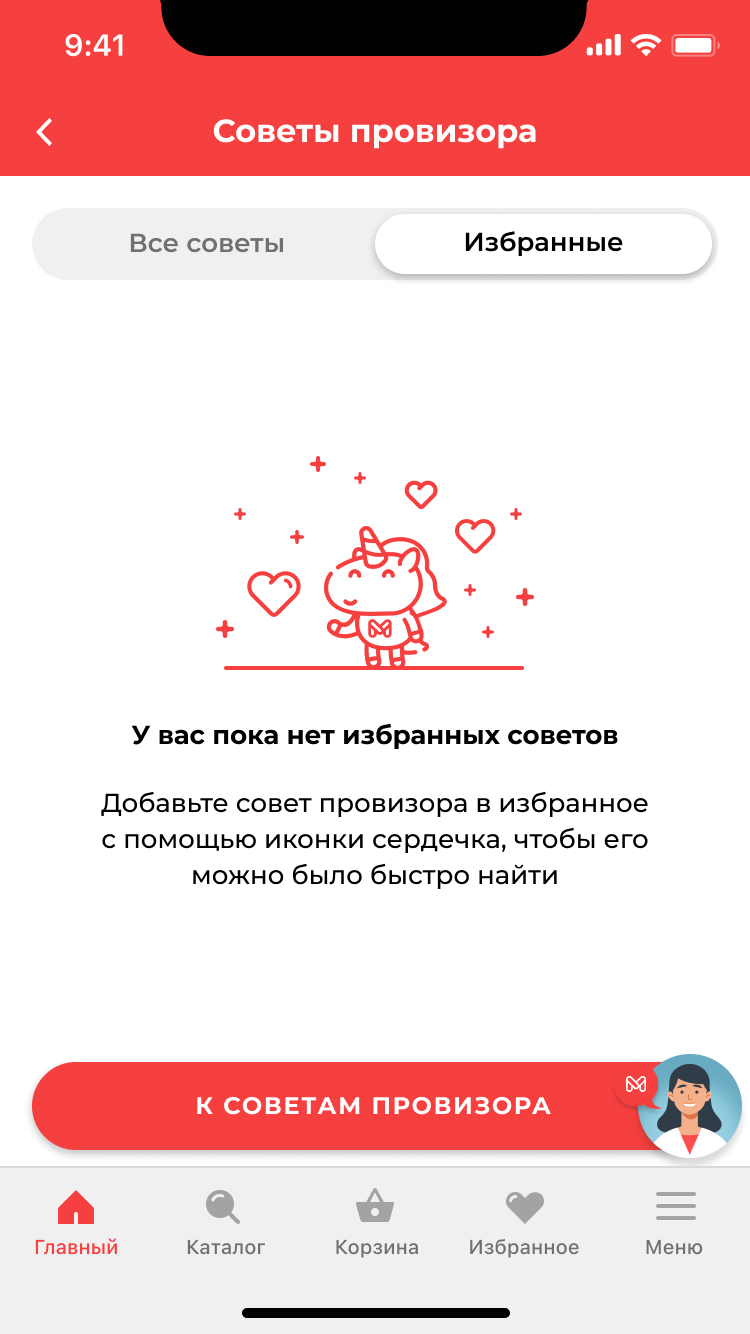 9:41
Советы провизора
Все советы
Избранные
У вас пока нет избранных советов
Добавьте совет провизора в избранное
с помощью иконки сердечка, чтобы его
можно было быстро найти
К СОВЕТАМ ПРОВИЗОРА
Главный
Каталог
Корзина
Избранное
Меню